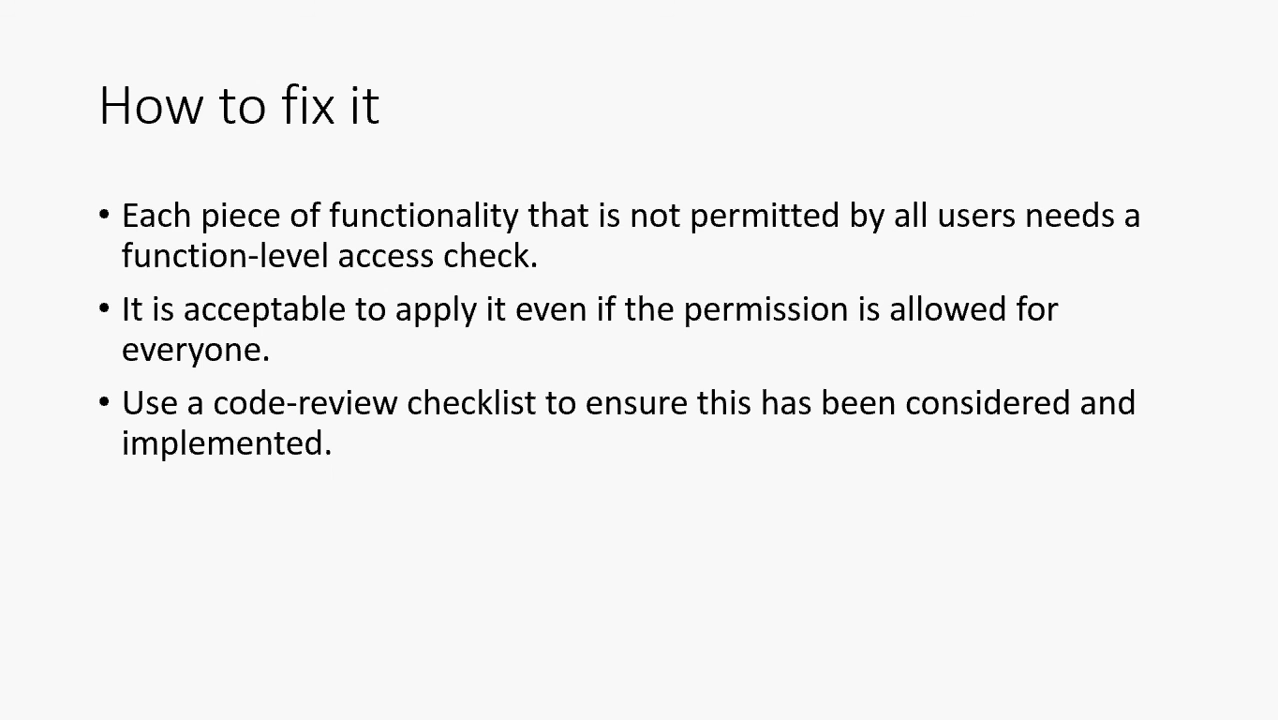 How to fix it
• Each piece of functionality that is not permitted by all users needs a
function-level access check.
• It is acceptable to apply it even if the permission is allowed for
everyone.
• Use a code-review checklist to ensure this has been considered and
implemented.